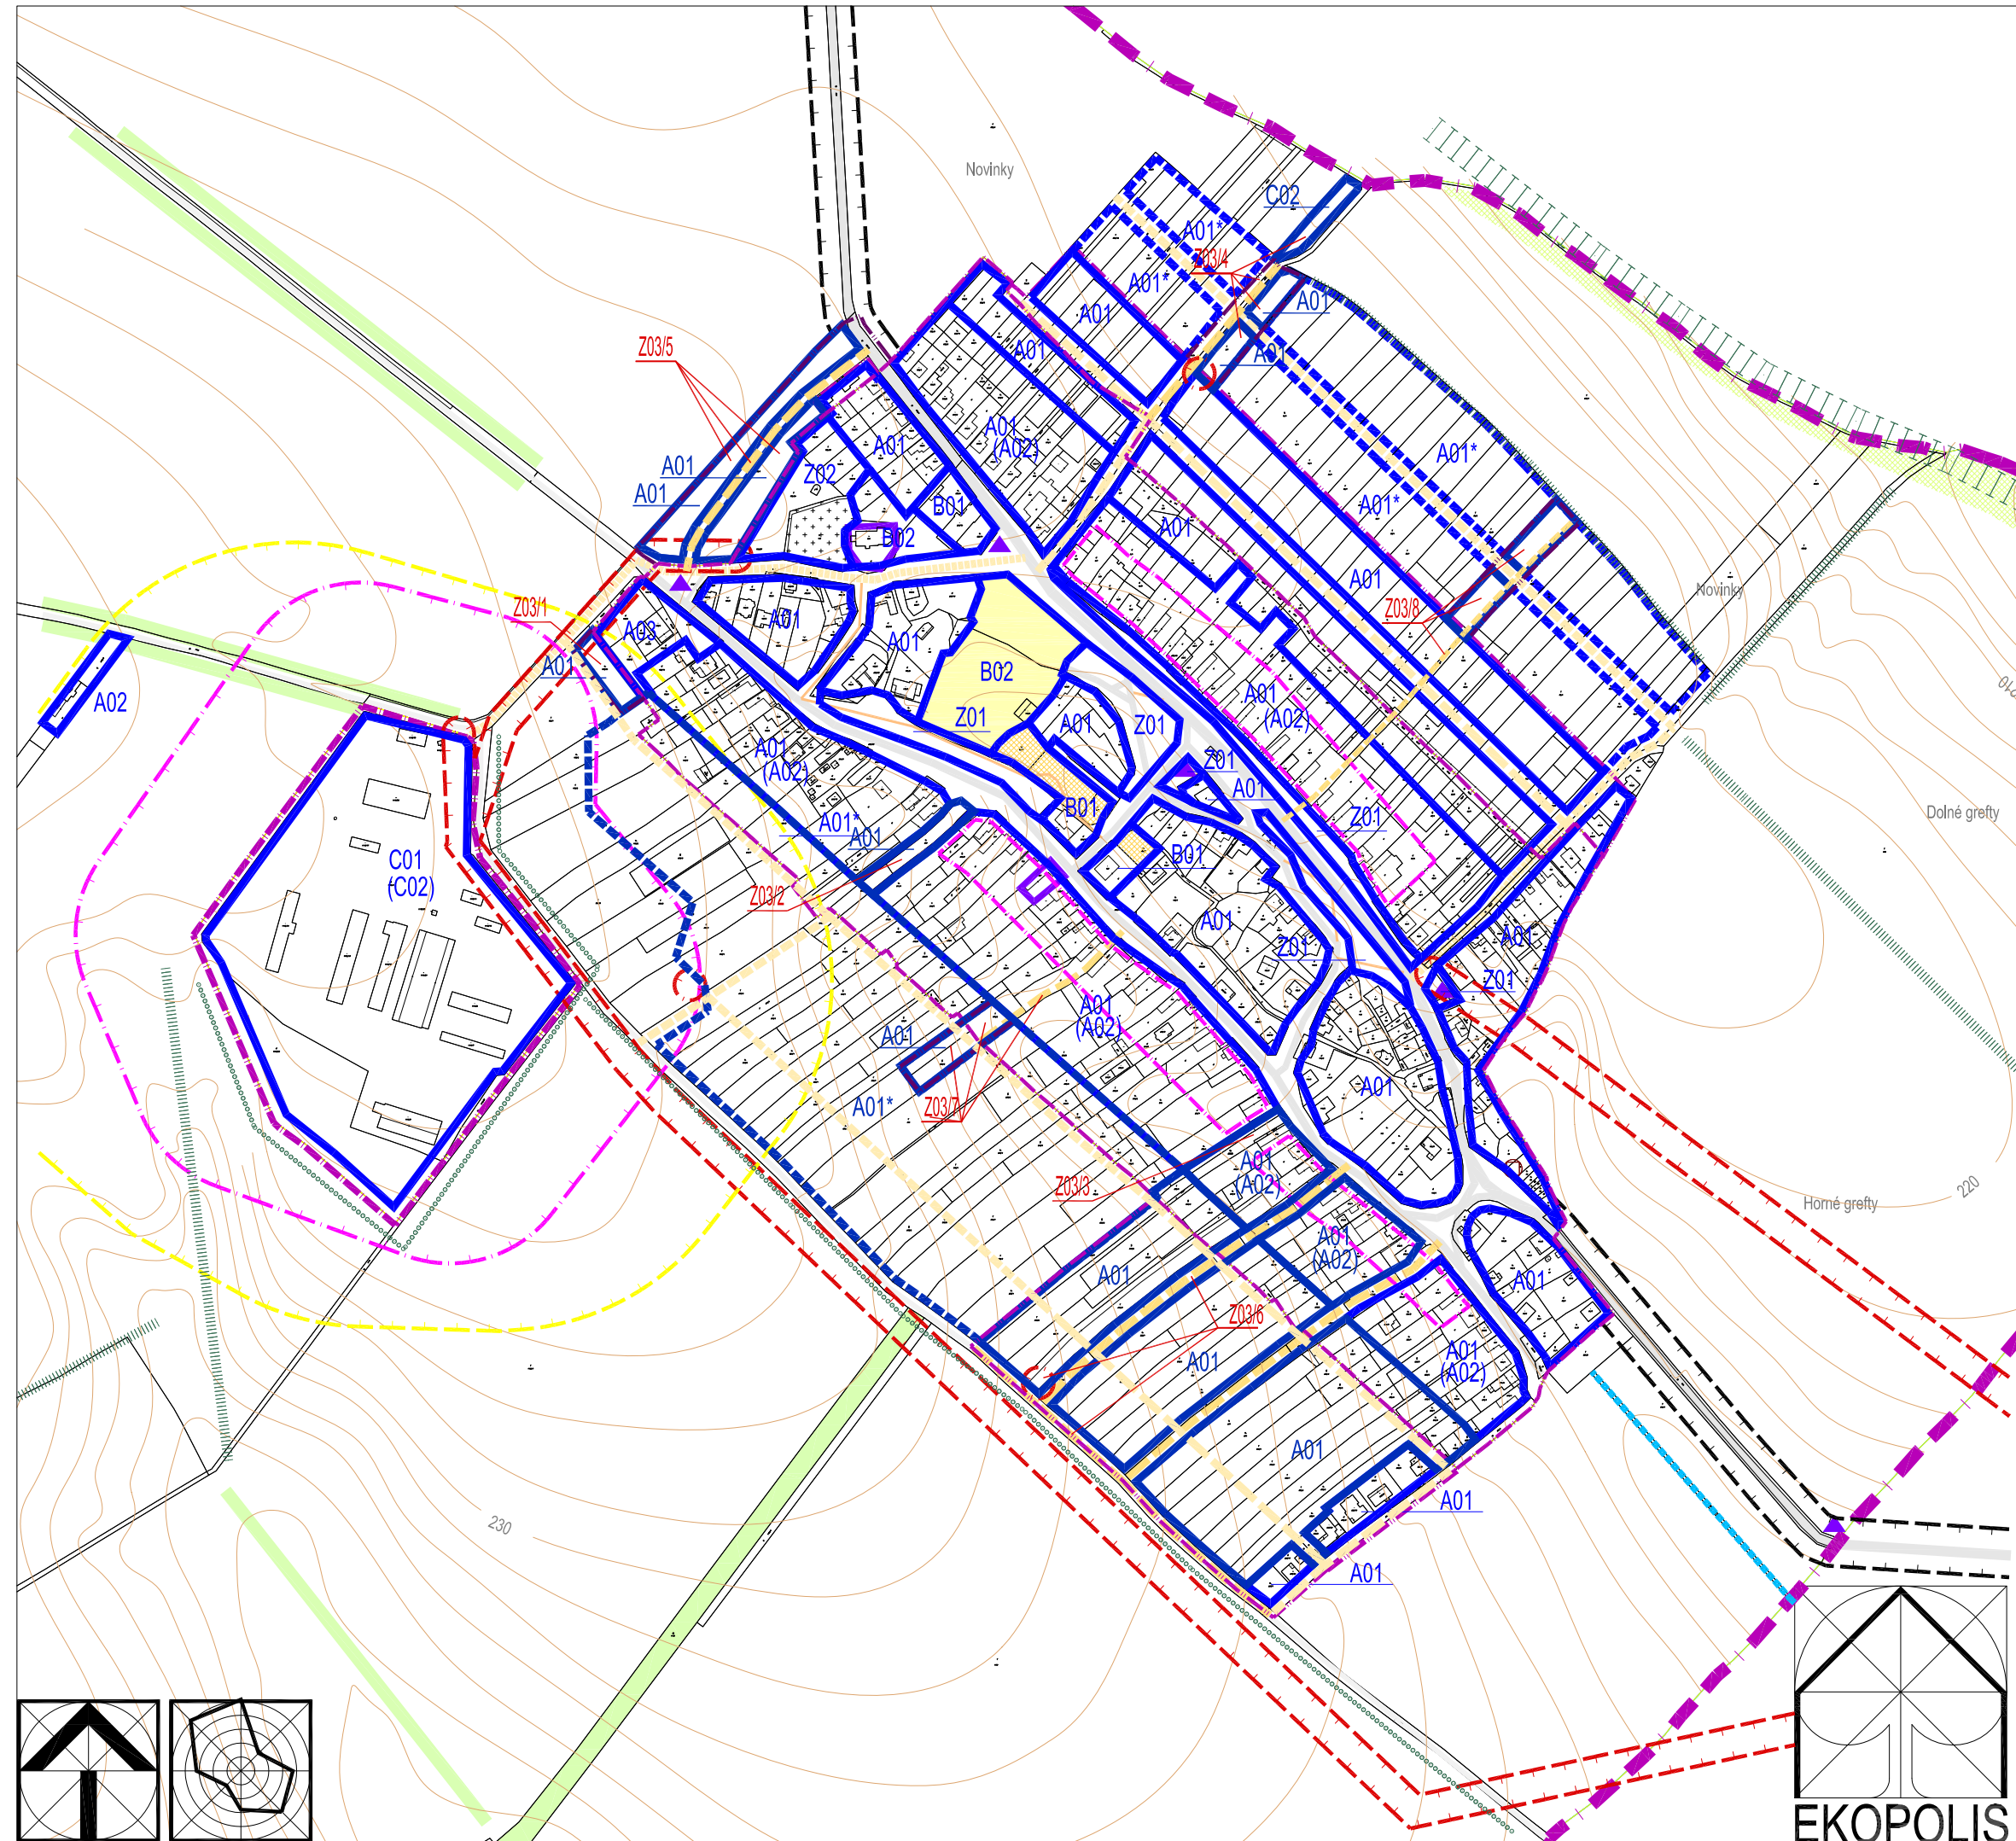 Novinky
C02
A01*
Z03/4
A01*
A01
A01
A01
Z03/5
A01
A01
(A02)
A01
A01*
A01
Z02
A01
B01
A01*
A01
B02
A01
Z03/1
A03
A01
A01
Z03/8
Novinky
210
A01
B02
A02
Z01
A01
Z01
A01
(A02)
A01
(A02)
Z01
A01
Z01
B01
Dolné grefty
A01*
A01
B01
C01
(C02)
Z03/2
A01
Z01
A01
Z01
A01
(A02)
A01
Z03/7
A01*
A01
Z03/3
A01
(A02)
220
Horné grefty
A01
(A02)
A01
A01
Z03/6
A01
A01
(A02)
A01
A01
230
A01
EKOPOLIS